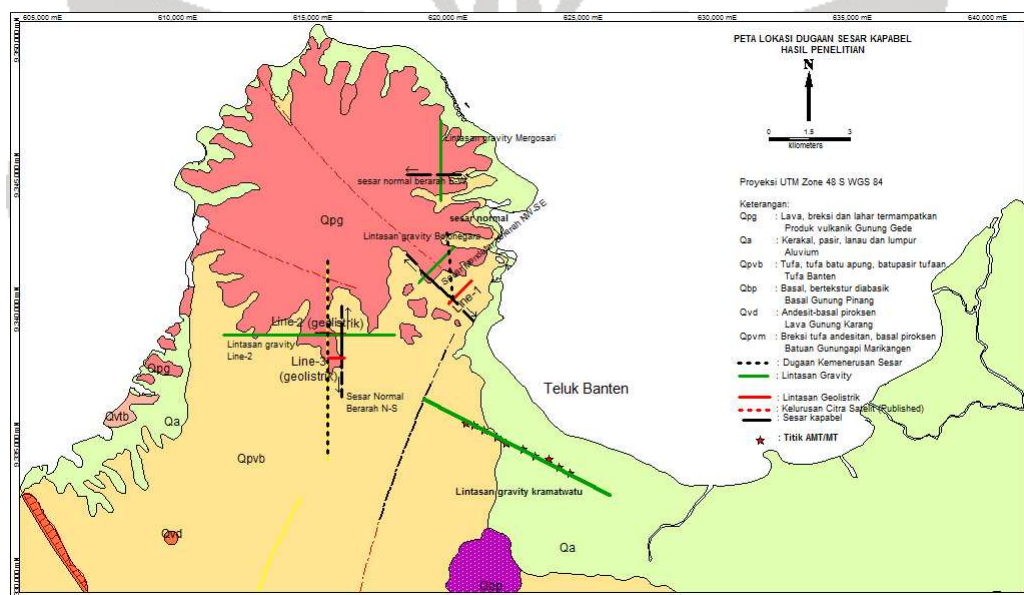 605,000 mE
610,000 mE
615,000 mE
620,000 mE
625,000 mE
630,000 mE
635,000 mE
640,000 mE
PETA LOKASI DUGAAN SESAR KAPABEL
HASIL PENELITIAN
N
0 1.5 3
kilometers
Proyeksi UTM Zone 48 S WGS 84
Keterangan:
Qpg : Lava, breksi dan lahar termampatkan
Produk vulkanik Gunung Gede
Qa : Kerakal, pasir, lanau dan lumpur
Aluvium
Qpvb : Tufa, tufa batu apung, batupasir tufaan
Tufa Banten
Qbp : Basal, bertekstur diabasik
Basal Gunung Pinang
Qvd : Andesit-basal piroksen
Lava Gunung Karang
Qpvm : Breksi tufa andesitan, basal piroksen
Batuan Gunungapi Marikangen
: Dugaan Kemenerusan Sesar
: Lintasan Gravity
: Lintasan Geolistrik
: Kelurusan Citra Satelit (Published)
: Sesar kapabel
: Titik AMT/MT
Lintasan gravity Mergosari
sesar normal berarah E-W
Qpg
sesar normal
Lintasan gravity Bojonegara
berarah NW-SE
Line-1
Line-2 (geolistrik)
Lintasan gravity
Line-2
Line-3
(geolistrik)
Sesar Normal
Berarah N-S
Qpg
Qvtb
Qa
Teluk Banten
Qpvb
Lintasan gravity kramatwatu
Qvd
Qa
Qbp